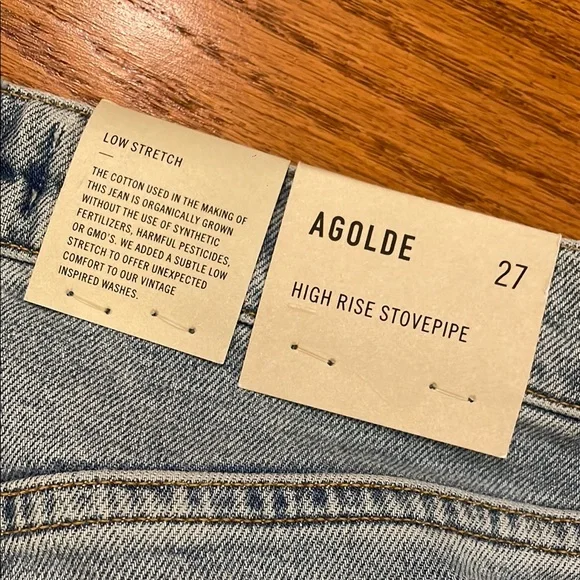 LOW STRETCH
THE COTTON USED IN THE MAKING OF
THIS JEAN IS ORGANICALLY GROWN
WITHOUT THE USE OF SYNTHETIC
FERTILIZERS, HARMFUL PESTICIDES,
OR GMO'S. WE ADDED A SUBTLE LOW
STRETCH TO OFFER UNEXPECTED
COMFORT TO OUR VINTAGE
INSPIRED WASHES.
AGOLDE
27
HIGH RISE STOVEPIPE